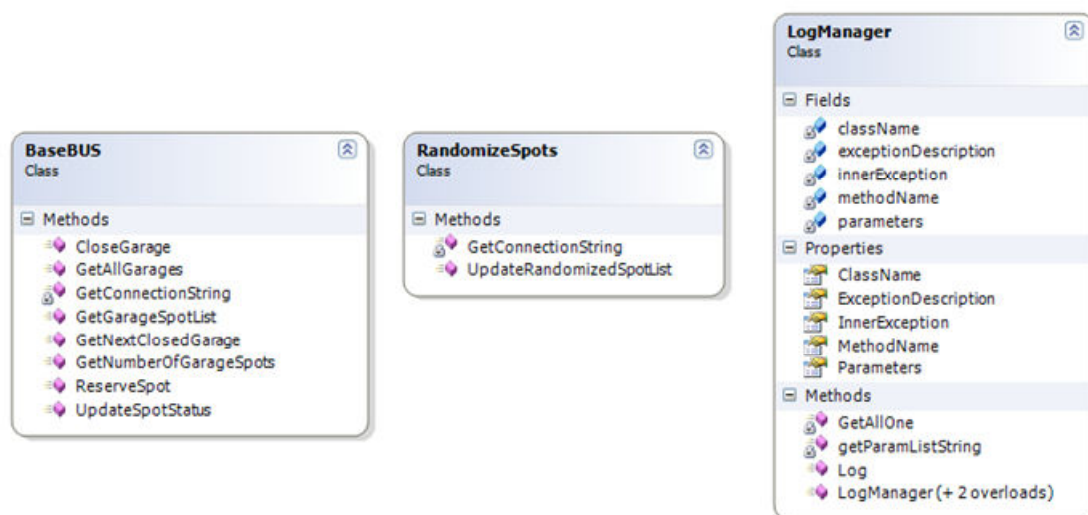 BaseBUS
Class
Methods
CloseGarage
GetAllGarages
GetConnectionString
GetGarageSpotList
GetNextClosedGarage
GetNumberOfGarageSpots
ReserveSpot
UpdateSpotStatus
RandomizeSpots
Class
Methods
GetConnectionString
UpdateRandomizedSpotList
LogManager
Class
Fields
className
exceptionDescription
innerException
methodName
parameters
Properties
ClassName
ExceptionDescription
InnerException
MethodName
Parameters
Methods
GetAllOne
getParamListString
Log
LogManager (+ 2 overloads)